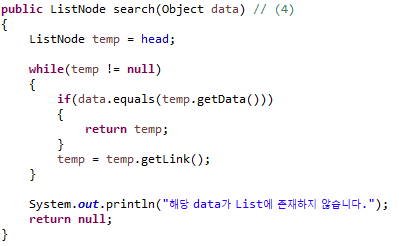 public ListNode search(Object data) // (4)
{
    ListNode temp = head;

    while(temp != null)
    {
        if(data.equals(temp.getData()))
        {
            return temp;
        }
        temp = temp.getLink();
    }

    System.out.println("해당 data가 List에 존재하지 않습니다.");
    return null;
}